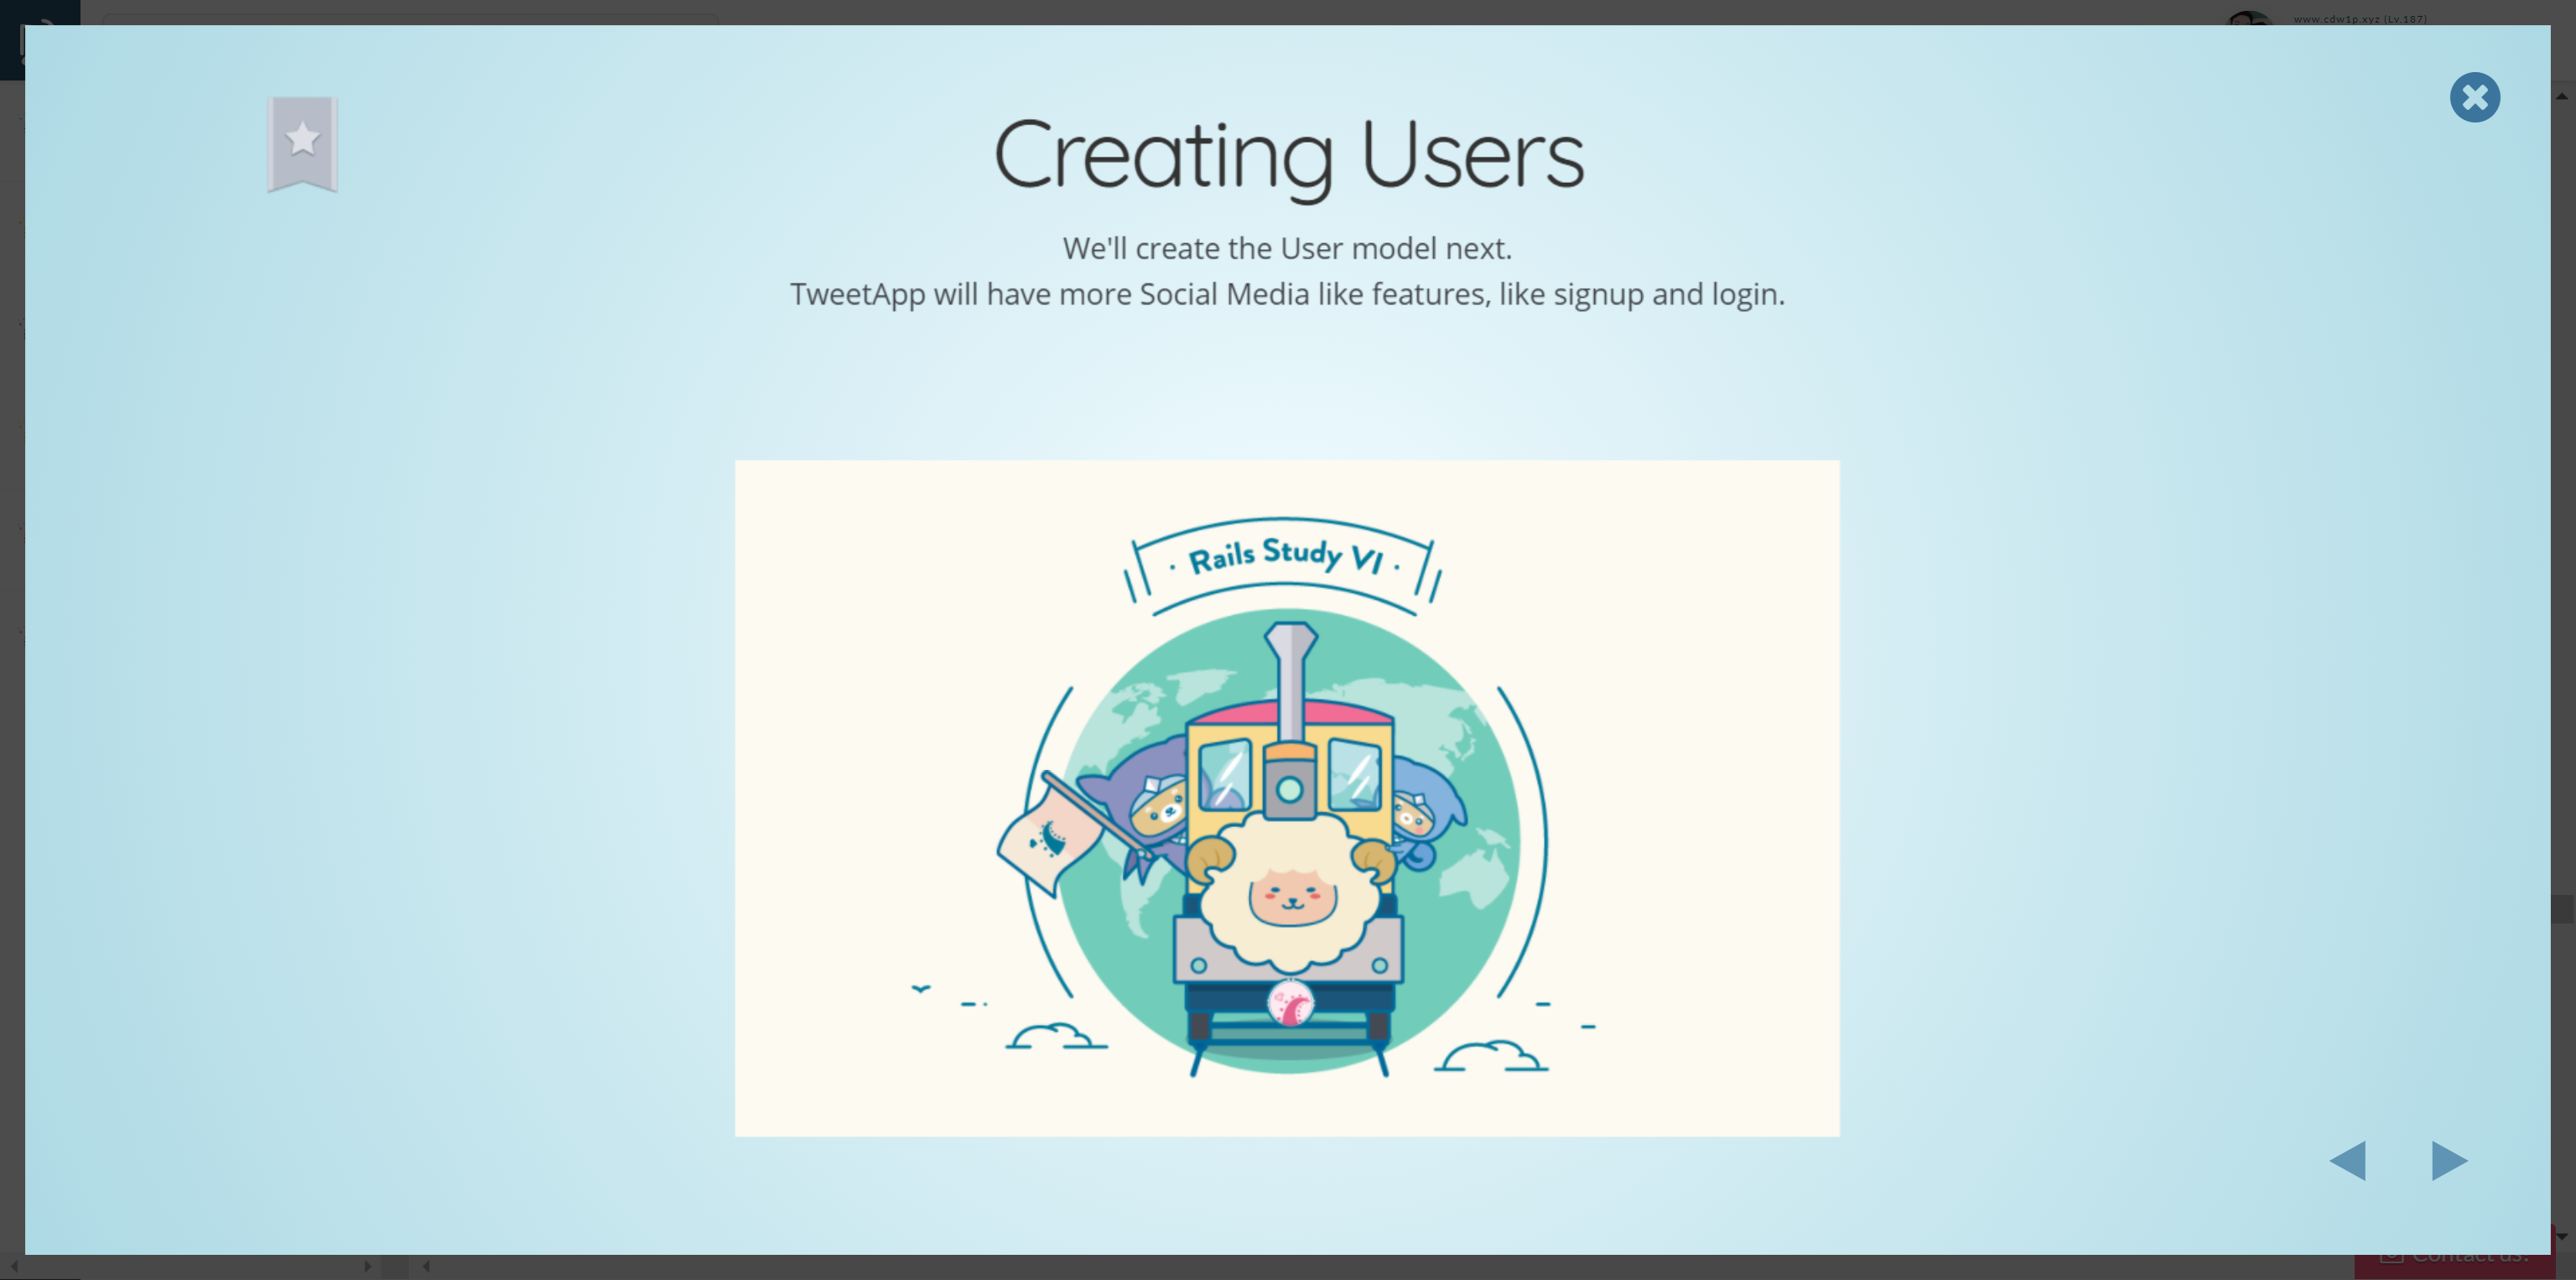 www.cdw1p.xyz (Lv.187)
Creating Users
We'll create the User model next.
TweetApp will have more Social Media like features, like signup and login.
· Rails Study VI ·
Contact us!